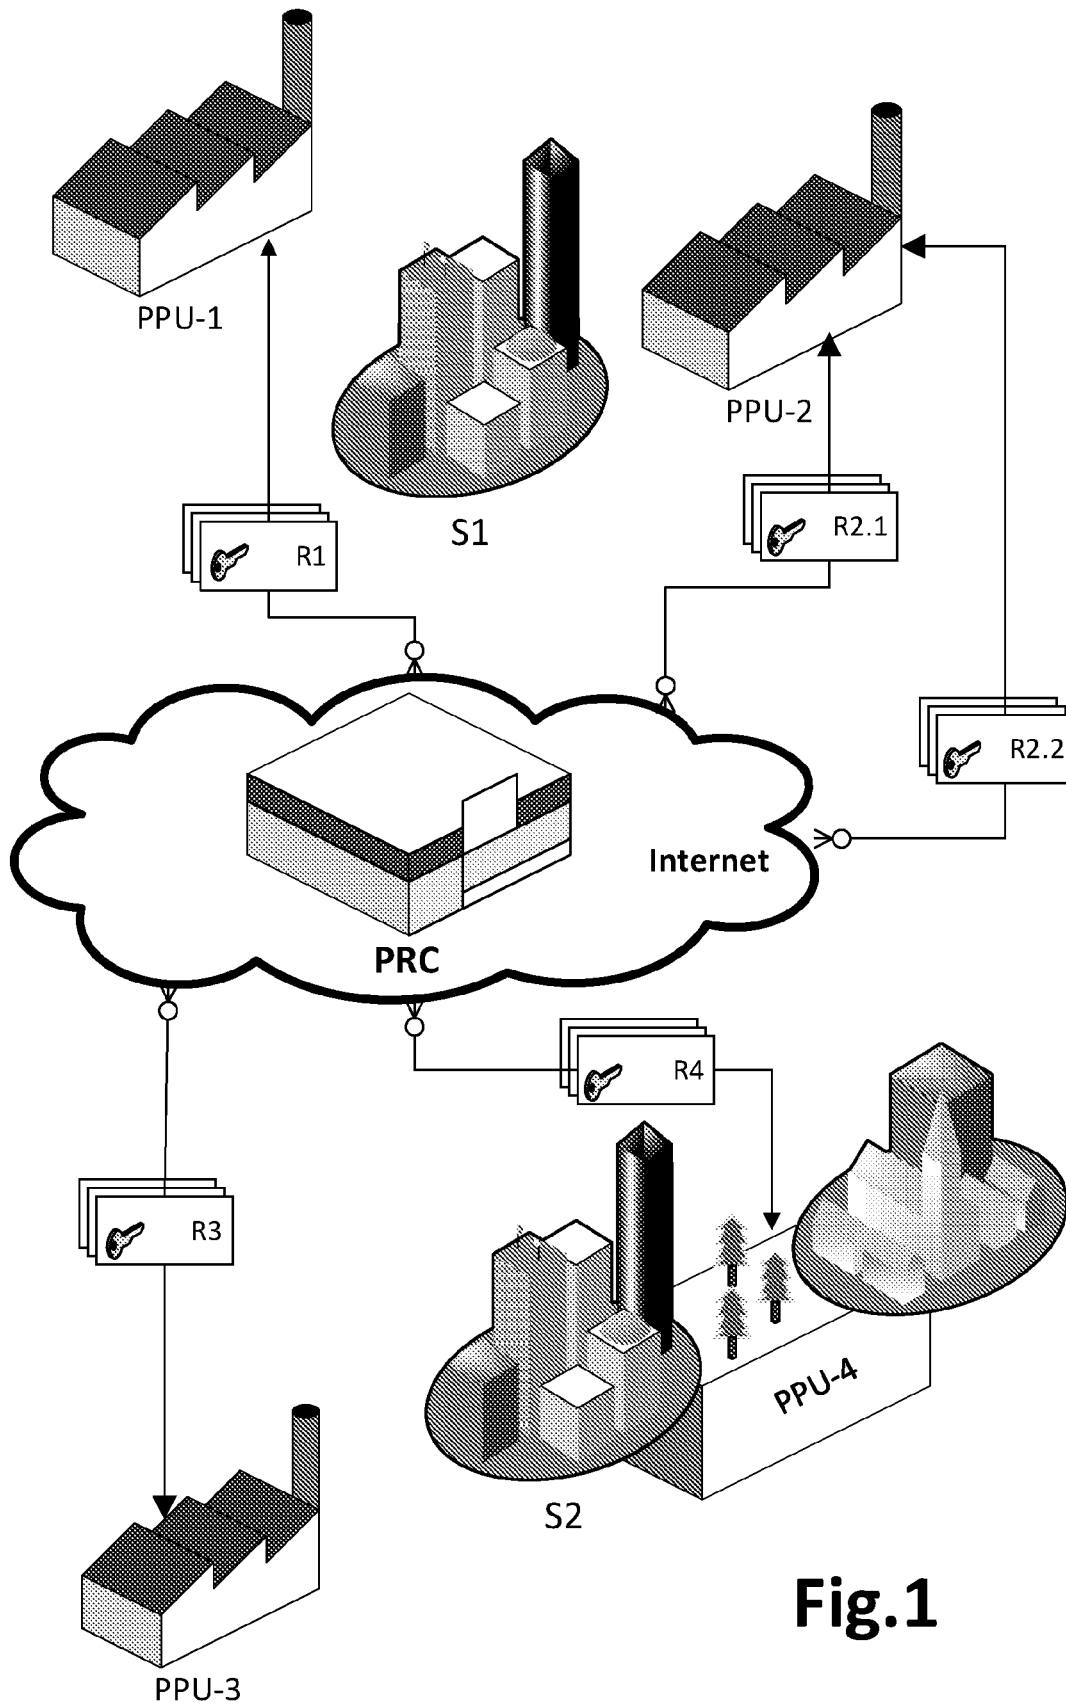 PPU-1
PPU-2
S1
R1
R2.1
R2.2
Internet
PRC
R4
R3
PPU-4
S2
Fig.1
PPU-3